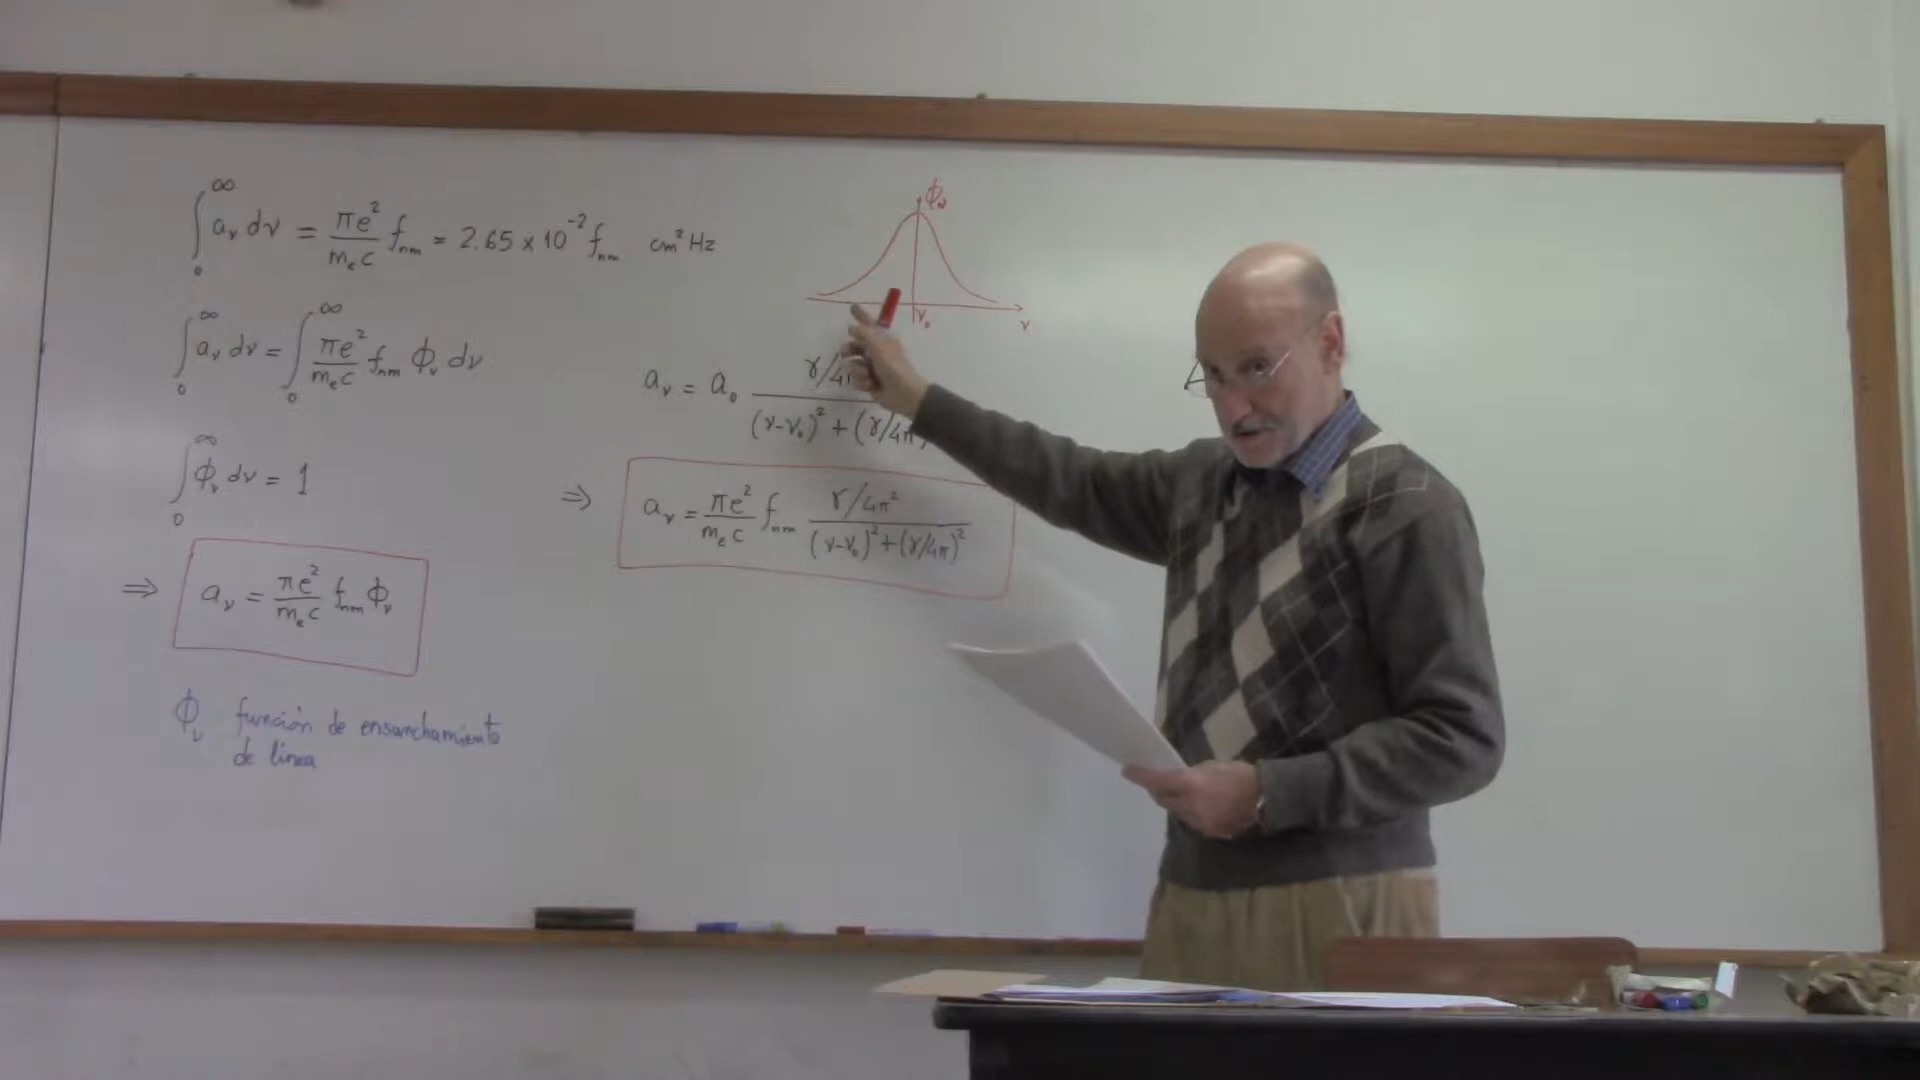 ∫₀^∞ a_ν dν = πe²/m_e c f_nm = 2.65 × 10⁻² f_nm cm² Hz
∫₀^∞ a_ν dν = ∫₀^∞ πe²/m_e c f_nm ϕ_ν dν
∫₀^∞ ϕ_ν dν = 1
⇒ a_ν = πe²/m_e c f_nm ϕ_ν
ϕ_ν función de ensanchamiento
de línea
ϕ_ν
ν₀
ν
a_ν = a₀ γ/4π / (ν-ν₀)² + (γ/4π
⇒ a_ν = πe²/m_e c f_nm γ/4π² / (ν-ν₀)² + (γ/4π)²